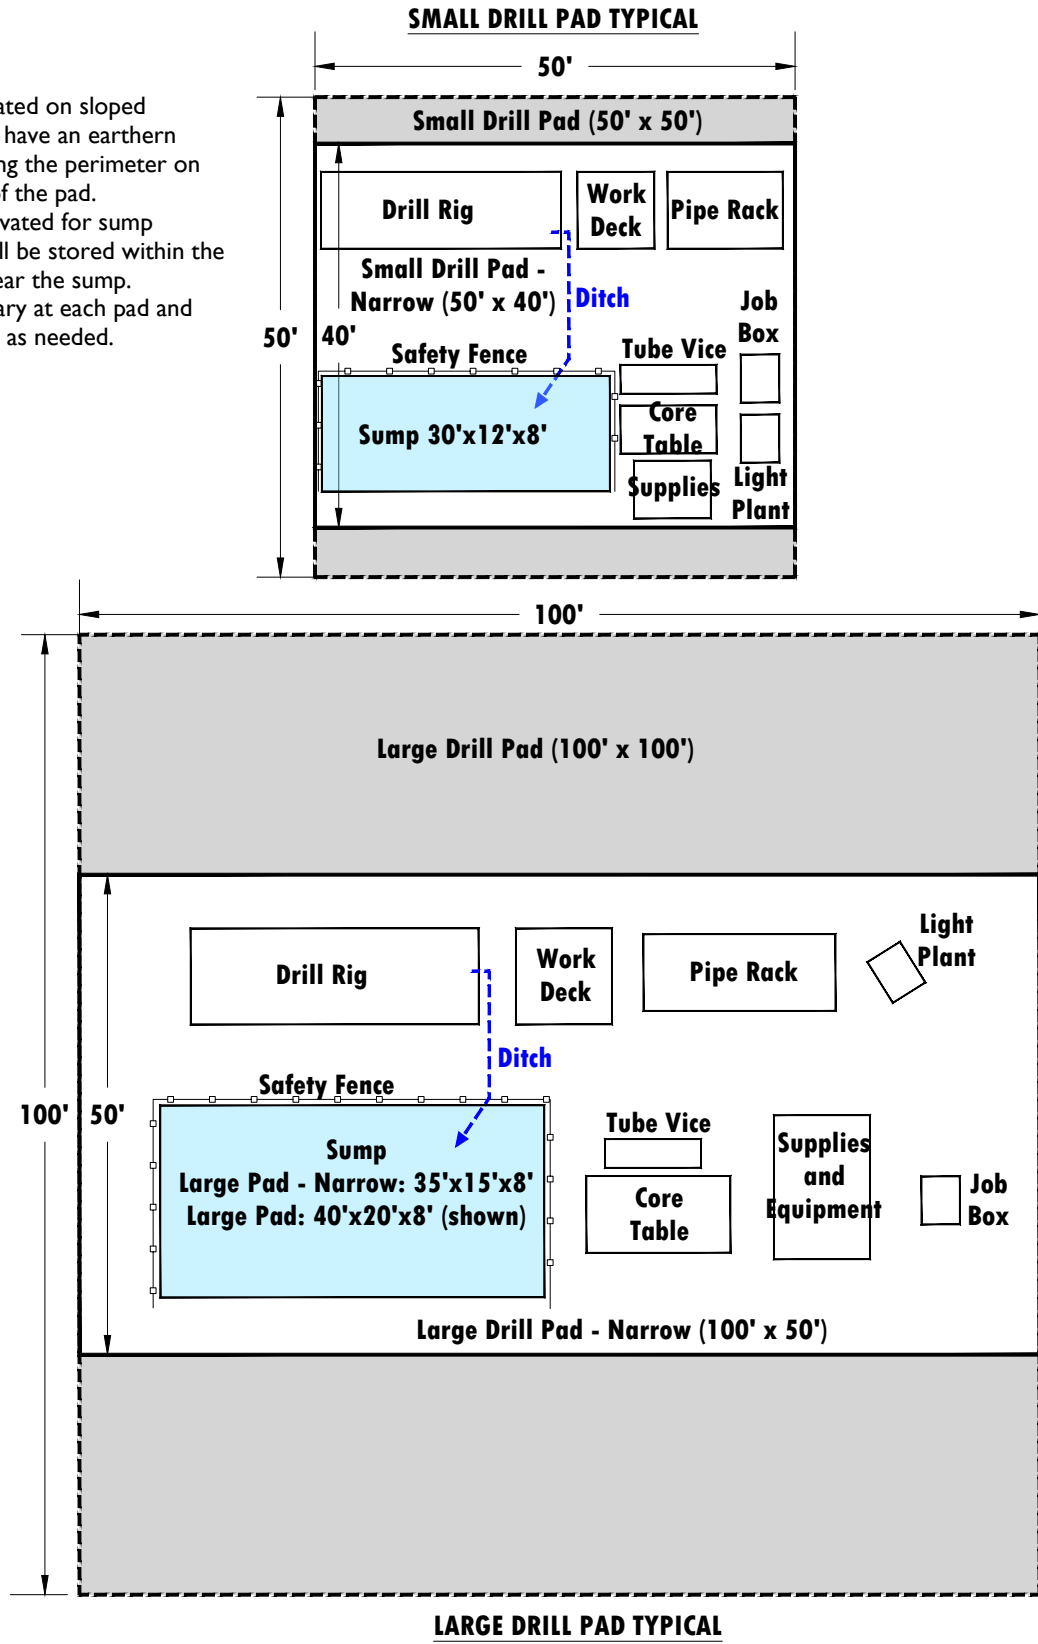 SMALL DRILL PAD TYPICAL
50'
ated on sloped
have an earthern
ng the perimeter on
of the pad.
vated for sump
ll be stored within the
ear the sump.
ary at each pad and
as needed.
Small Drill Pad (50' x 50')
Drill Rig
Work
Deck
Pipe Rack
Small Drill Pad -
Narrow (50' x 40')
Ditch
Job
Box
50'
40'
Safety Fence
Tube Vice
Sump 30'x12'x8'
Core
Table
Supplies
Light
Plant
100'
Large Drill Pad (100' x 100')
Drill Rig
Work
Deck
Pipe Rack
Light
Plant
Ditch
Safety Fence
100'
50'
Sump
Large Pad - Narrow: 35'x15'x8'
Large Pad: 40'x20'x8' (shown)
Tube Vice
Core
Table
Supplies
and
Equipment
Job
Box
Large Drill Pad - Narrow (100' x 50')
LARGE DRILL PAD TYPICAL